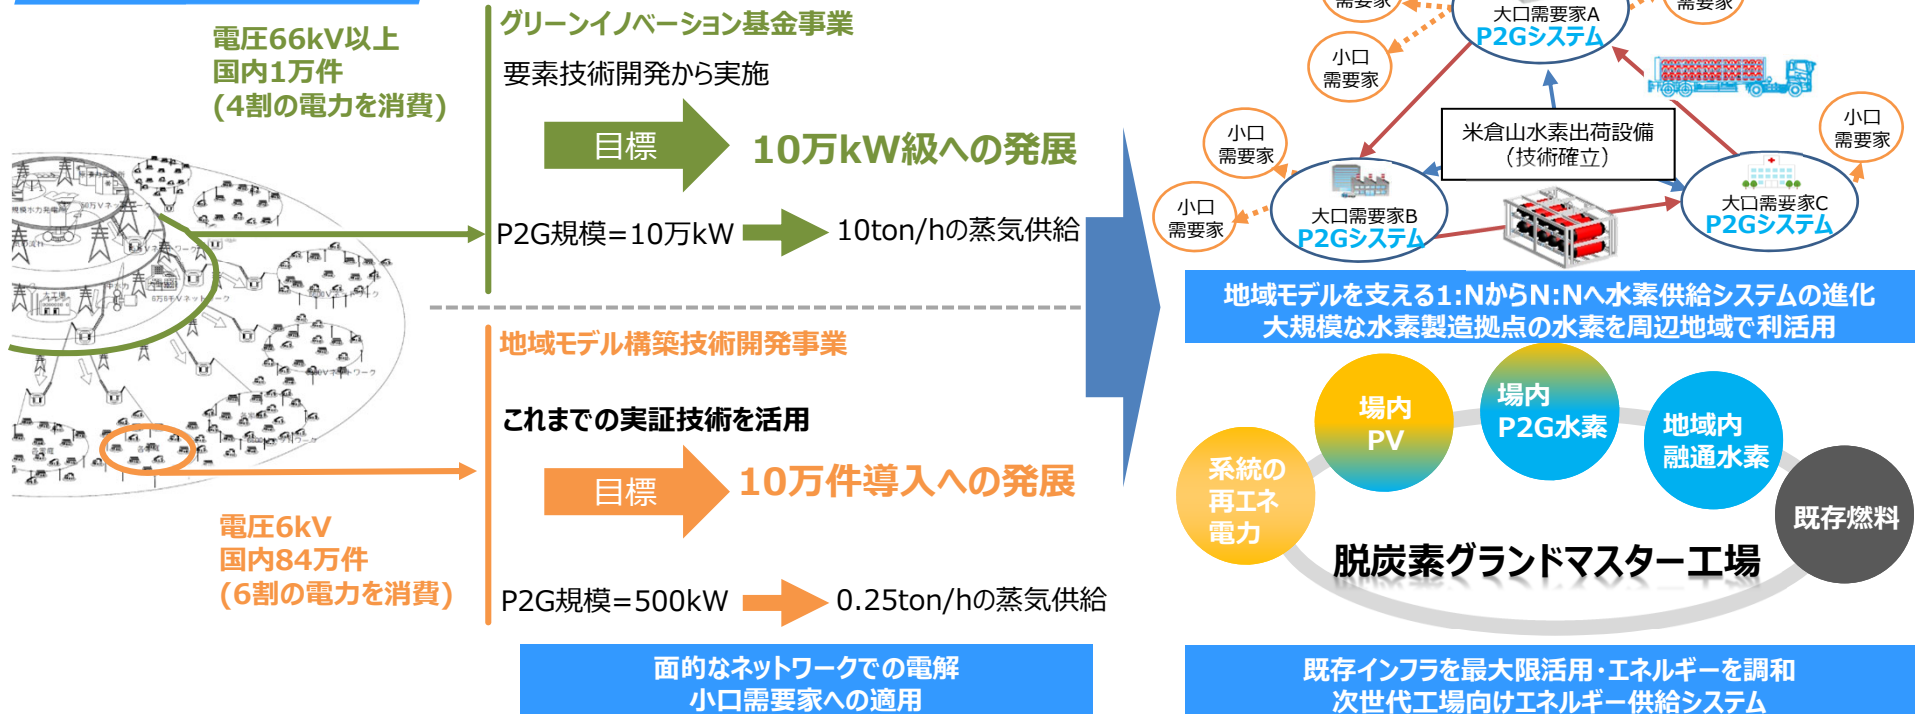 電圧66kV以上
国内1万件
(4割の電力を消費)
グリーンイノベーション基金事業
要素技術開発から実施
目標
10万kW級への発展
P2G規模=10万kW
10ton/hの蒸気供給
電圧6kV
国内84万件
(6割の電力を消費)
地域モデル構築技術開発事業
これまでの実証技術を活用
目標
10万件導入への発展
P2G規模=500kW
0.25ton/hの蒸気供給
面的なネットワークでの電解
小口需要家への適用
需要家
大口需要家A
P2Gシステム
需要家
小口
需要家
小口
需要家
小口
需要家
米倉山水素出荷設備
(技術確立)
小口
需要家
大口需要家B
P2Gシステム
大口需要家C
P2Gシステム
地域モデルを支える1:NからN:Nへ水素供給システムの進化
大規模な水素製造拠点の水素を周辺地域で利活用
系統の
再エネ
電力
場内
PV
場内
P2G水素
地域内
融通水素
既存燃料
脱炭素グランドマスター工場
既存インフラを最大限活用・エネルギーを調和
次世代工場向けエネルギー供給システム